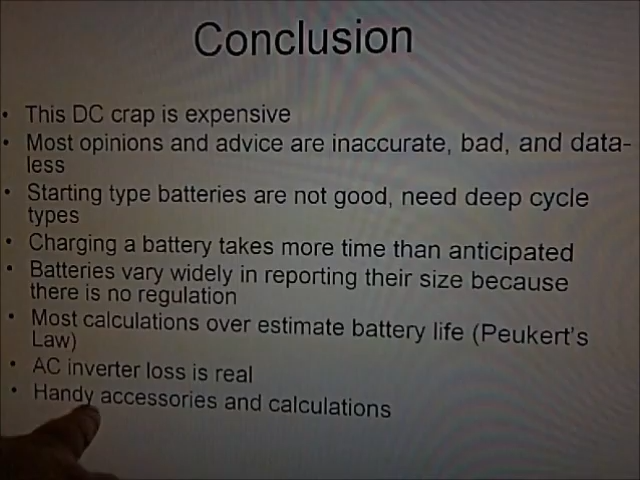 Conclusion
• This DC crap is expensive
• Most opinions and advice are inaccurate, bad, and data-
less
• Starting type batteries are not good, need deep cycle
types
• Charging a battery takes more time than anticipated
• Batteries vary widely in reporting their size because
there is no regulation
• Most calculations over estimate battery life (Peukert's
Law)
• AC inverter loss is real
• Handy accessories and calculations